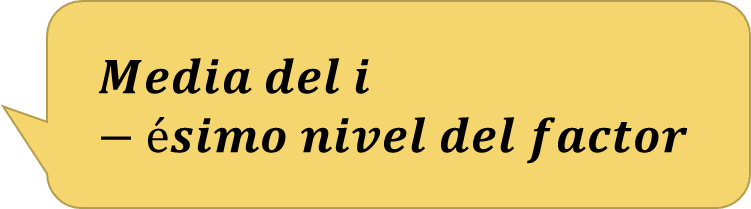 Media del i
− ésimo nivel del factor